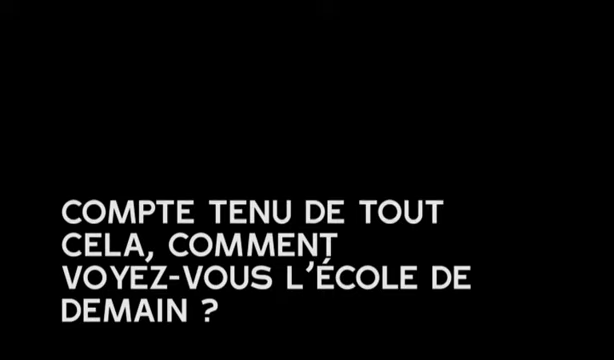 COMPTE TENU DE TOUT
CELA, COMMENT
VOYEZ-VOUS L’ÉCOLE DE
DEMAIN ?